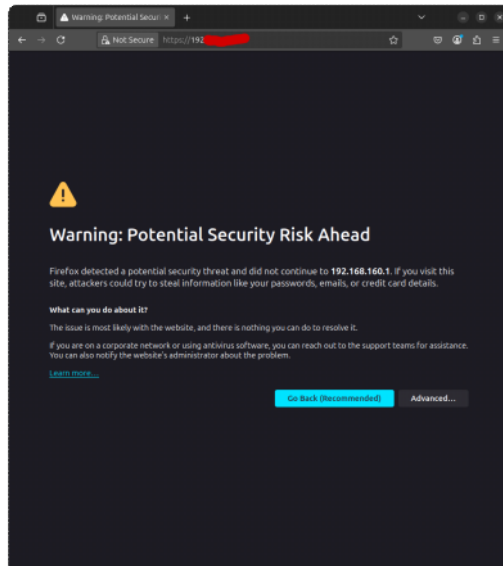 Warning: Potential Secur
Not Secure https://192
Warning: Potential Security Risk Ahead
Firefox detected a potential security threat and did not continue to 192.168.160.1. If you visit this
site, attackers could try to steal information like your passwords, emails, or credit card details.
What can you do about it?
The issue is most likely with the website, and there is nothing you can do to resolve it.
If you are on a corporate network or using antivirus software, you can reach out to the support teams for assistance.
You can also notify the website's administrator about the problem.
Learn more...
Go Back (Recommended) Advanced...